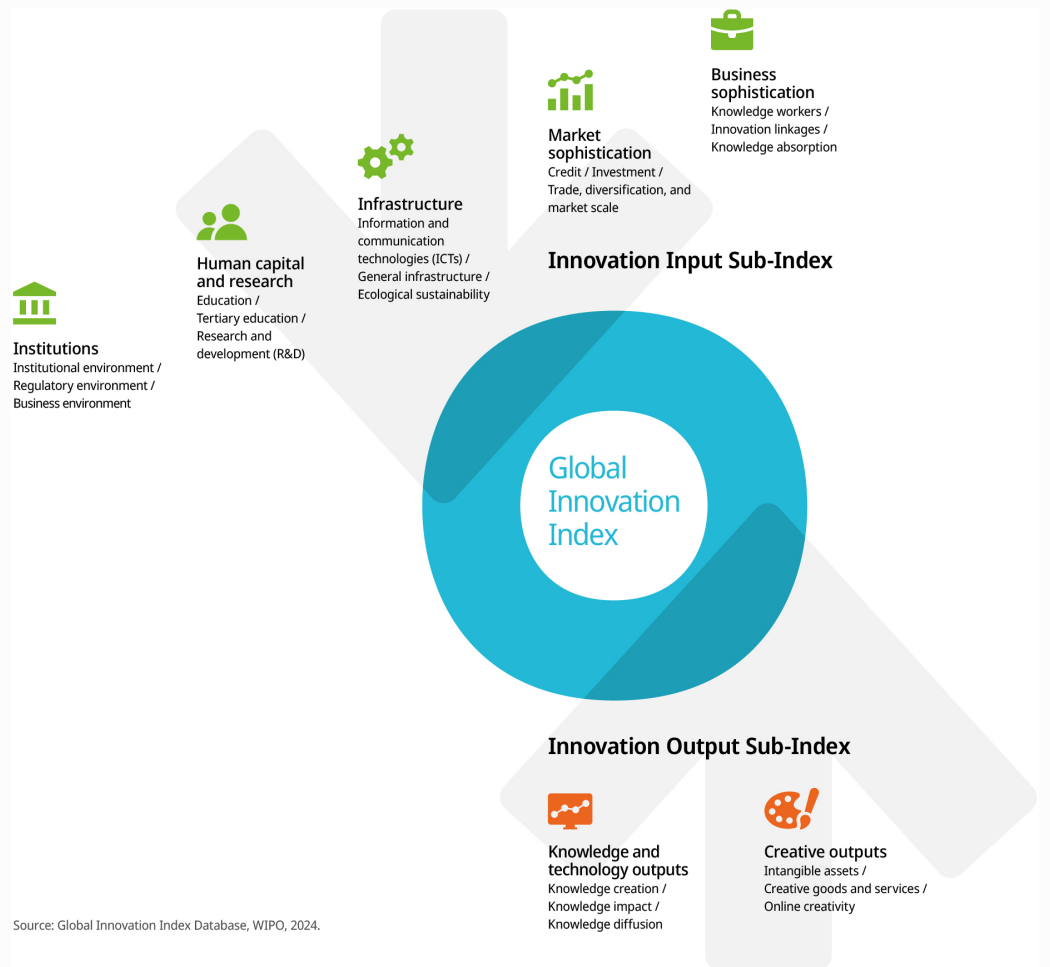 Institutions
Institutional environment /
Regulatory environment /
Business environment
Human capital
and research
Education /
Tertiary education /
Research and
development (R&D)
Infrastructure
Information and
communication
technologies (ICTs) /
General infrastructure /
Ecological sustainability
Market
sophistication
Credit / Investment /
Trade, diversification, and
market scale
Business
sophistication
Knowledge workers /
Innovation linkages /
Knowledge absorption
Innovation Input Sub-Index
Global
Innovation
Index
Innovation Output Sub-Index
Knowledge and
technology outputs
Knowledge creation /
Knowledge impact /
Knowledge diffusion
Creative outputs
Intangible assets /
Creative goods and services /
Online creativity
Source: Global Innovation Index Database, WIPO, 2024.